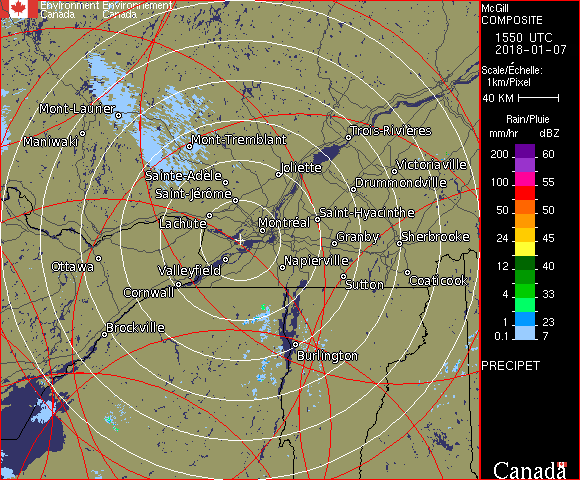 Environment Environnement
Canada Canada
McGill
COMPOSITE
1550 UTC
2018-01-07
Scale/Échelle:
1km/Pixel
40 KM
Rain/Pluie
mm/hr dBZ
200 60
100 55
50 50
24 45
12 40
4 33
1 23
0.1 7
PRECIPET
Canada
Mont-Laurier
Maniwaki
Mont-Tremblant
Trois-Rivières
Sainte-Adèle
Joliette
Victoriaville
Saint-Jérôme
Drummondville
Lachute
Montréal
Saint-Hyacinthe
Granby
Sherbrooke
Ottawa
Valleyfield
Napierville
Cornwall
Sutton
Coaticook
Brockville
Burlington